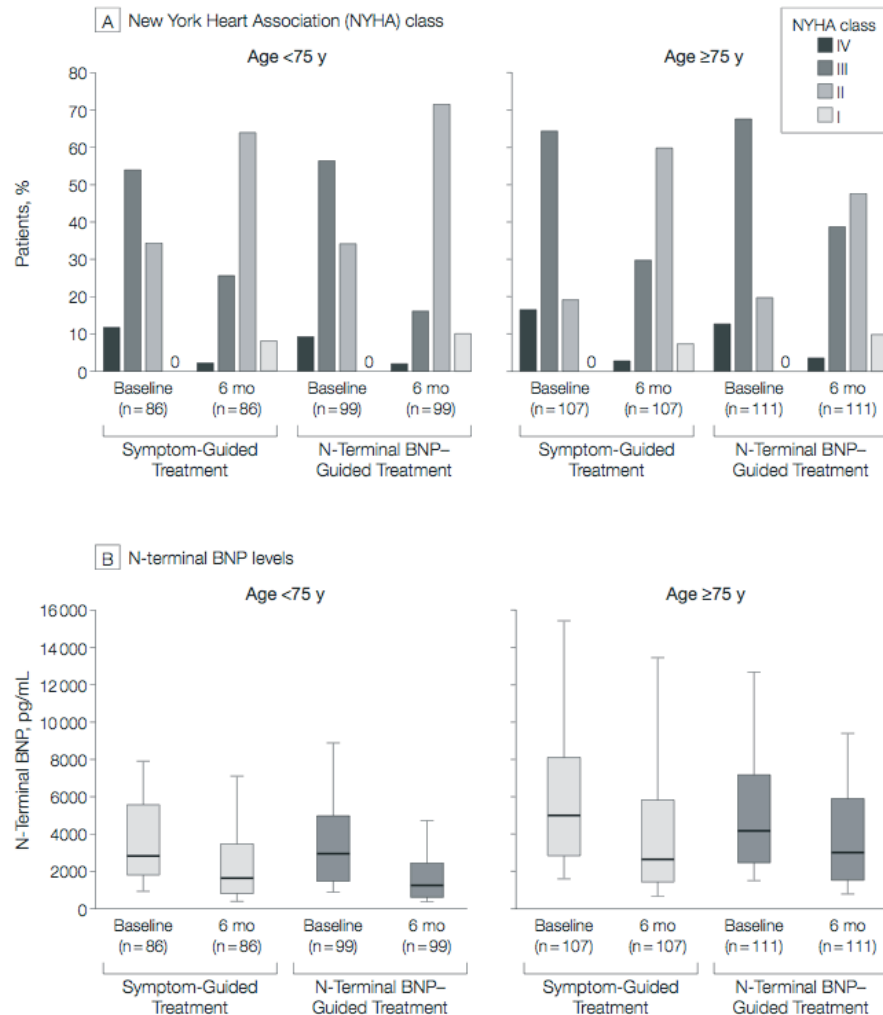 A New York Heart Association (NYHA) class
NYHA class
IV
III
II
I
Age <75 y
Age ≥75 y
Patients, %
80
70
60
50
40
30
20
10
0
0 0 0 0
Baseline 6 mo Baseline 6 mo
(n=86) (n=86) (n=99) (n=99)
Symptom-Guided N-Terminal BNP–
Treatment Guided Treatment
Baseline 6 mo Baseline 6 mo
(n=107) (n=107) (n=111) (n=111)
Symptom-Guided N-Terminal BNP–
Treatment Guided Treatment
B N-terminal BNP levels
Age <75 y
Age ≥75 y
N-Terminal BNP, pg/mL
16 000
14 000
12 000
10 000
8000
6000
4000
2000
0
Baseline 6 mo Baseline 6 mo
(n=86) (n=86) (n=99) (n=99)
Symptom-Guided N-Terminal BNP–
Treatment Guided Treatment
Baseline 6 mo Baseline 6 mo
(n=107) (n=107) (n=111) (n=111)
Symptom-Guided N-Terminal BNP–
Treatment Guided Treatment